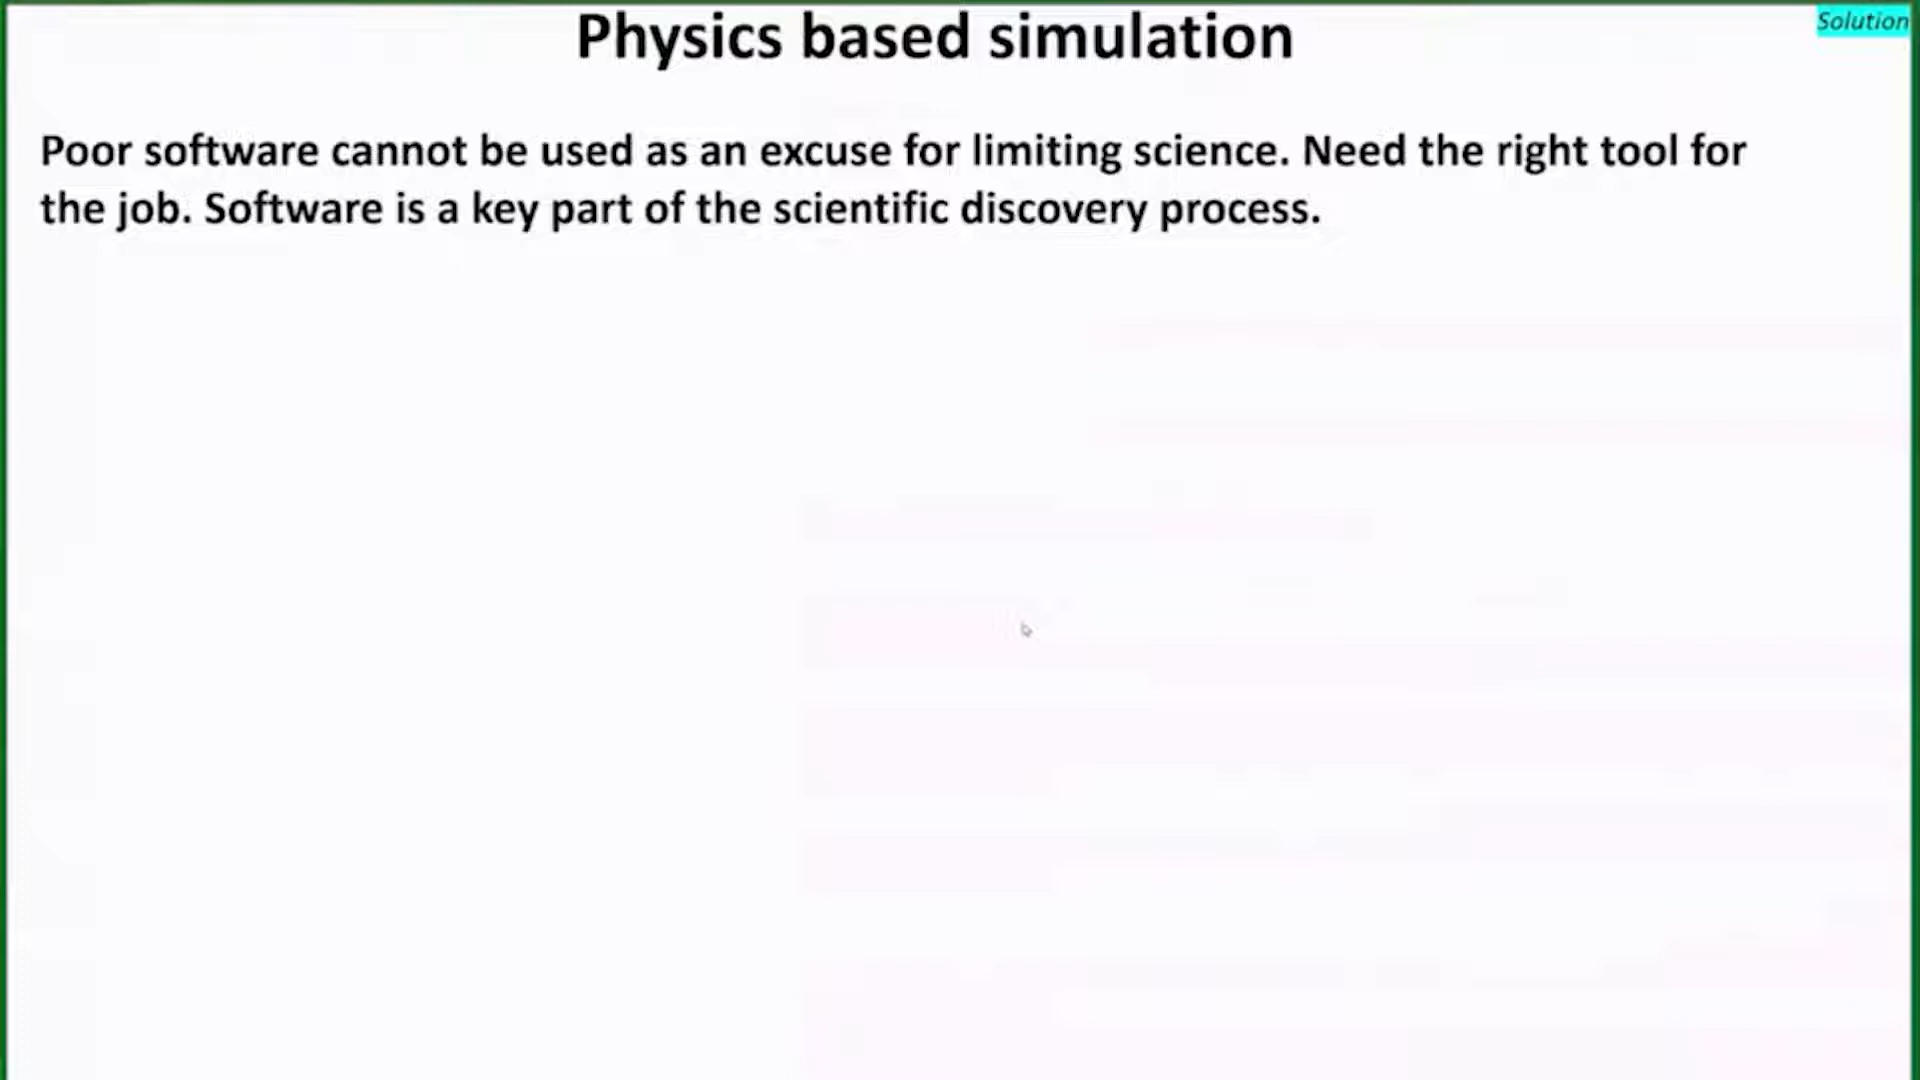 Physics based simulation
Solution
Poor software cannot be used as an excuse for limiting science. Need the right tool for
the job. Software is a key part of the scientific discovery process.